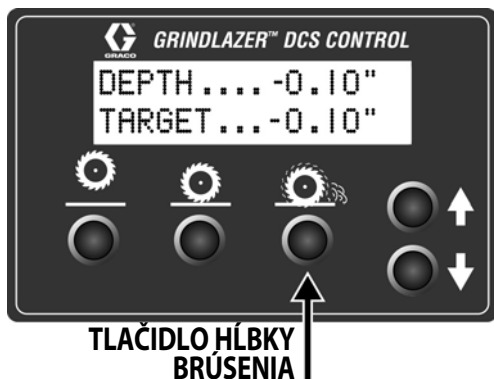 GRACO
GRINDLAZER™ DCS CONTROL
DEPTH....-0.10"
TARGET...-0.10"
TLAČIDLO HĹBKY
BRÚSENIA